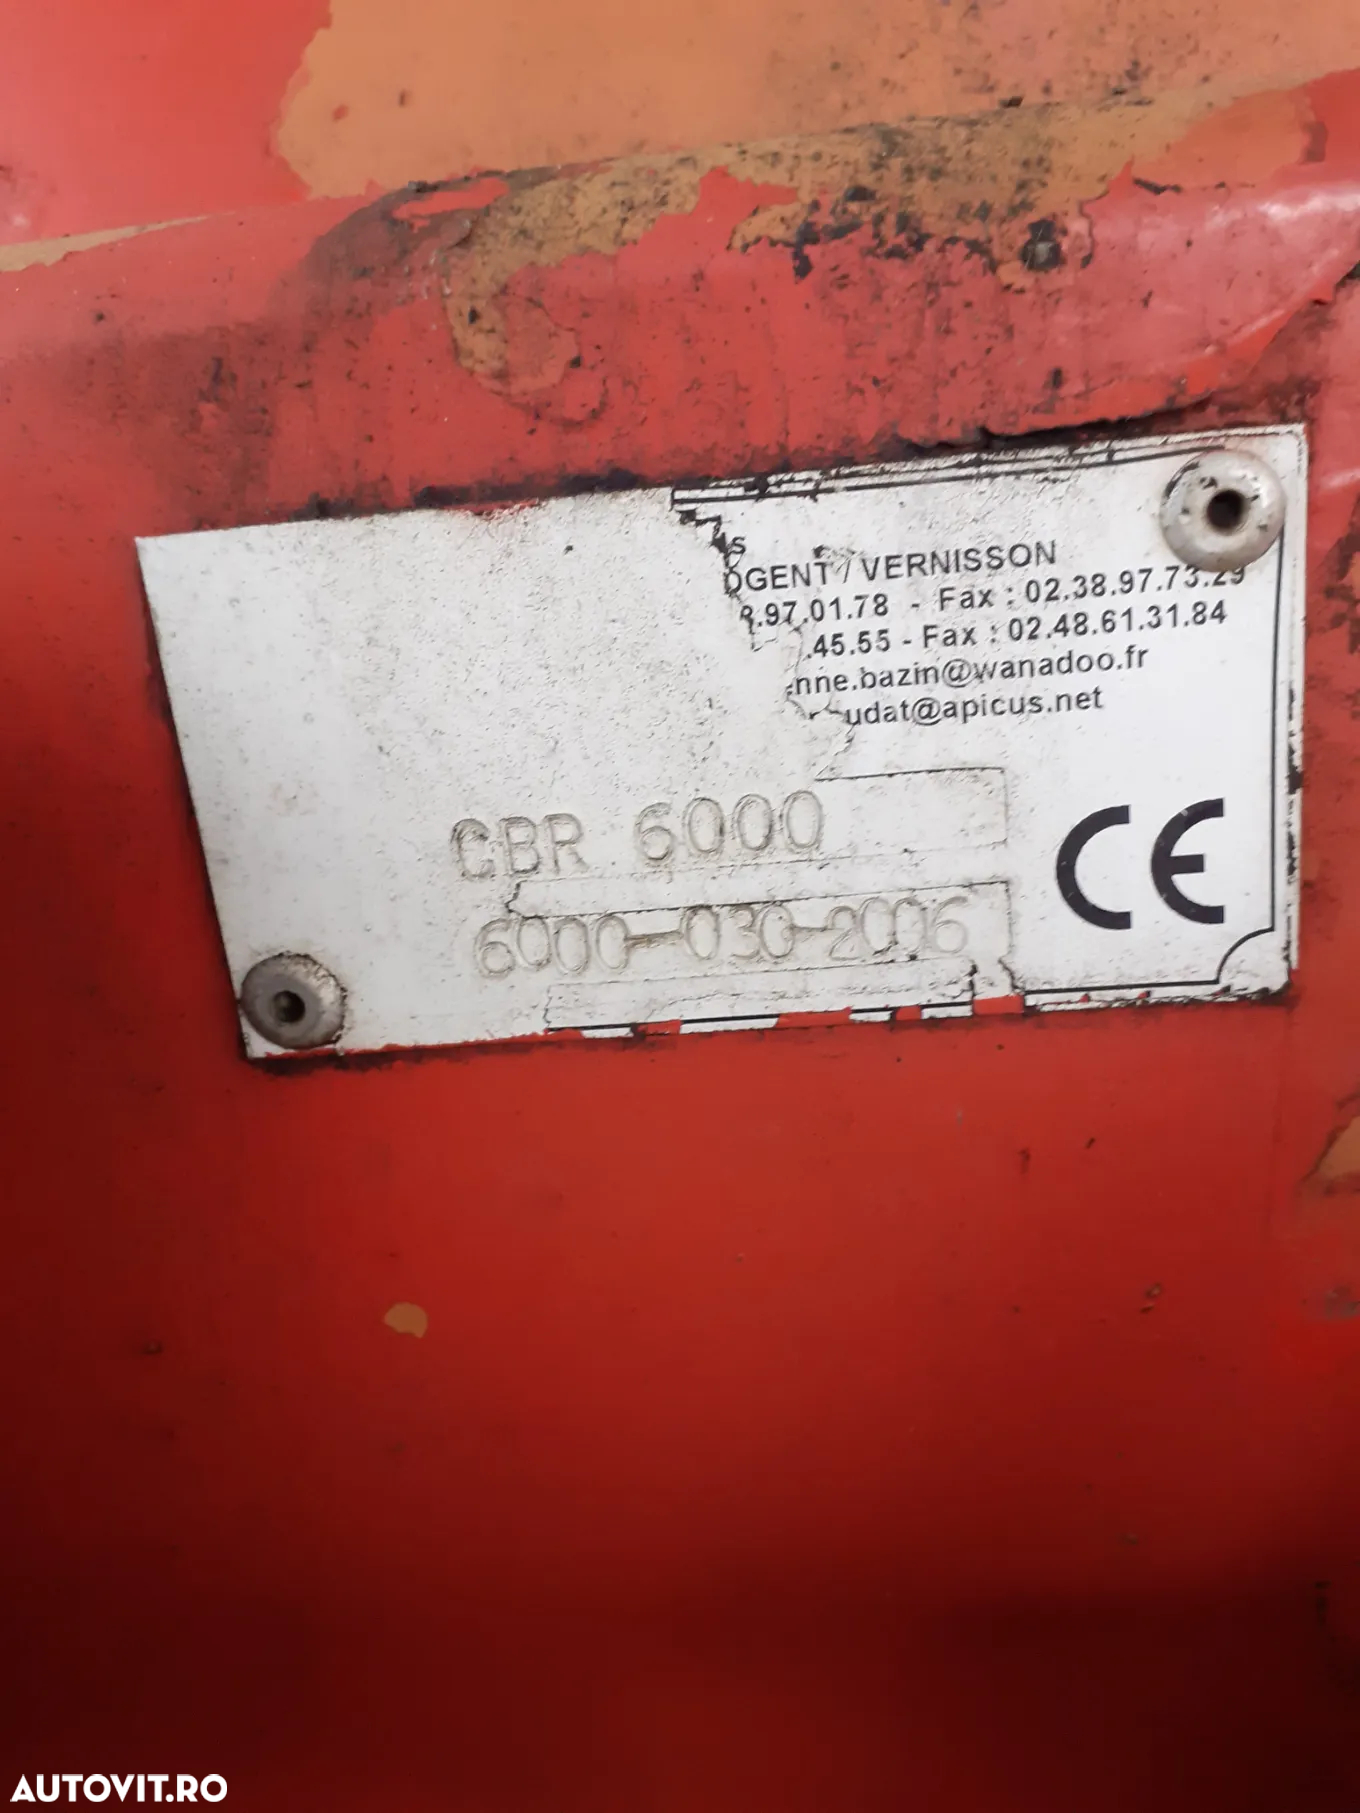 OGENT / VERNISSON
.97.01.78 - Fax : 02.38.97.73.29
.45.55 - Fax : 02.48.61.31.84
nne.bazin@wanadoo.fr
udat@apicus.net
CBR 6000
6000-030-2006
CE
AUTOVIT.RO